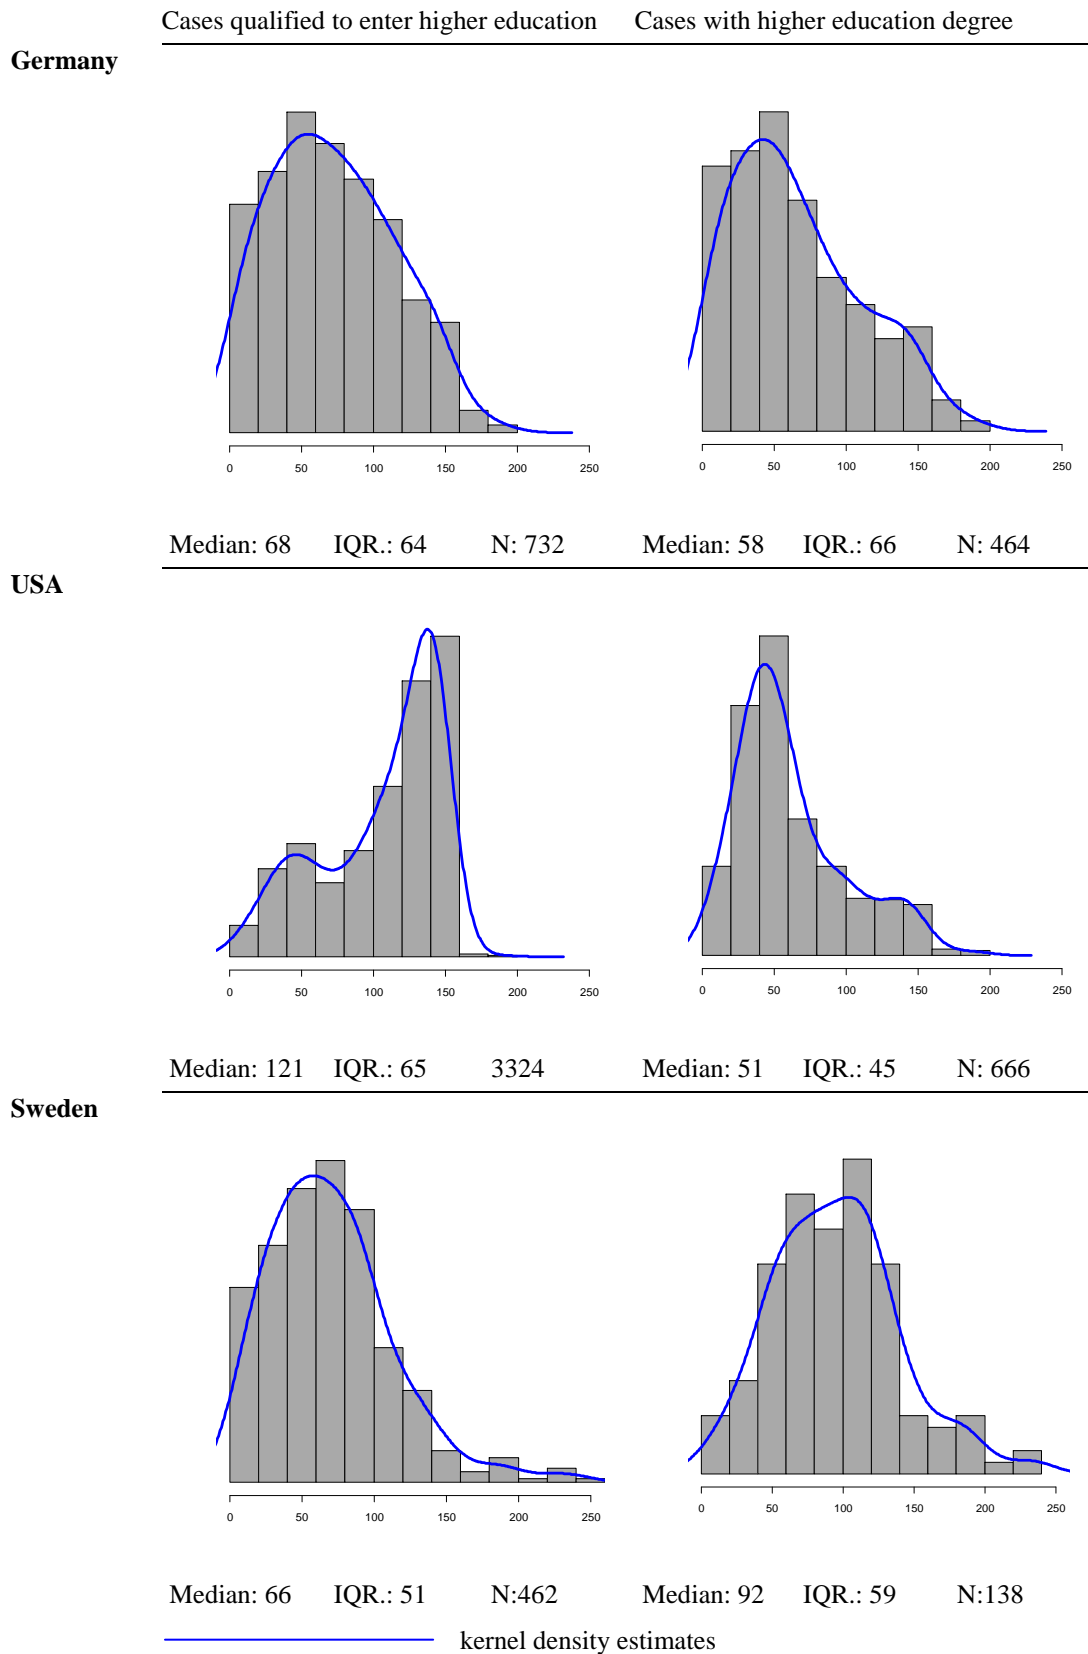 Cases qualified to enter higher education Cases with higher education degree
Germany
0 50 100 150 200 250 0 50 100 150 200 250
Median: 68 IQR.: 64 N: 732 Median: 58 IQR.: 66 N: 464
USA
0 50 100 150 200 250 0 50 100 150 200 250
Median: 121 IQR.: 65 3324 Median: 51 IQR.: 45 N: 666
Sweden
0 50 100 150 200 250 0 50 100 150 200 250
Median: 66 IQR.: 51 N:462 Median: 92 IQR.: 59 N:138
kernel density estimates